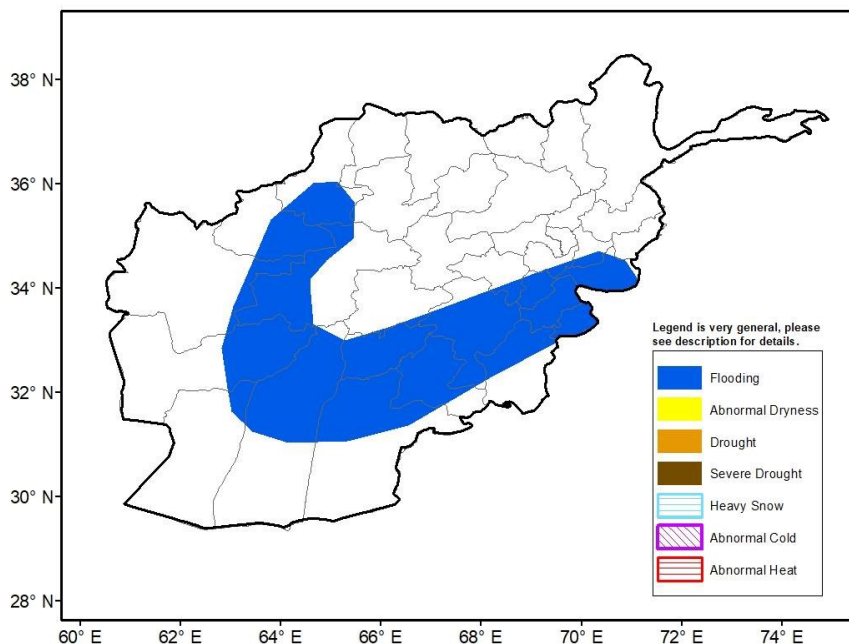 38° N
36° N
34° N
32° N
30° N
28° N
Legend is very general, please
see description for details.
Flooding
Abnormal Dryness
Drought
Severe Drought
Heavy Snow
Abnormal Cold
Abnormal Heat
60° E
62° E
64° E
66° E
68° E
70° E
72° E
74° E